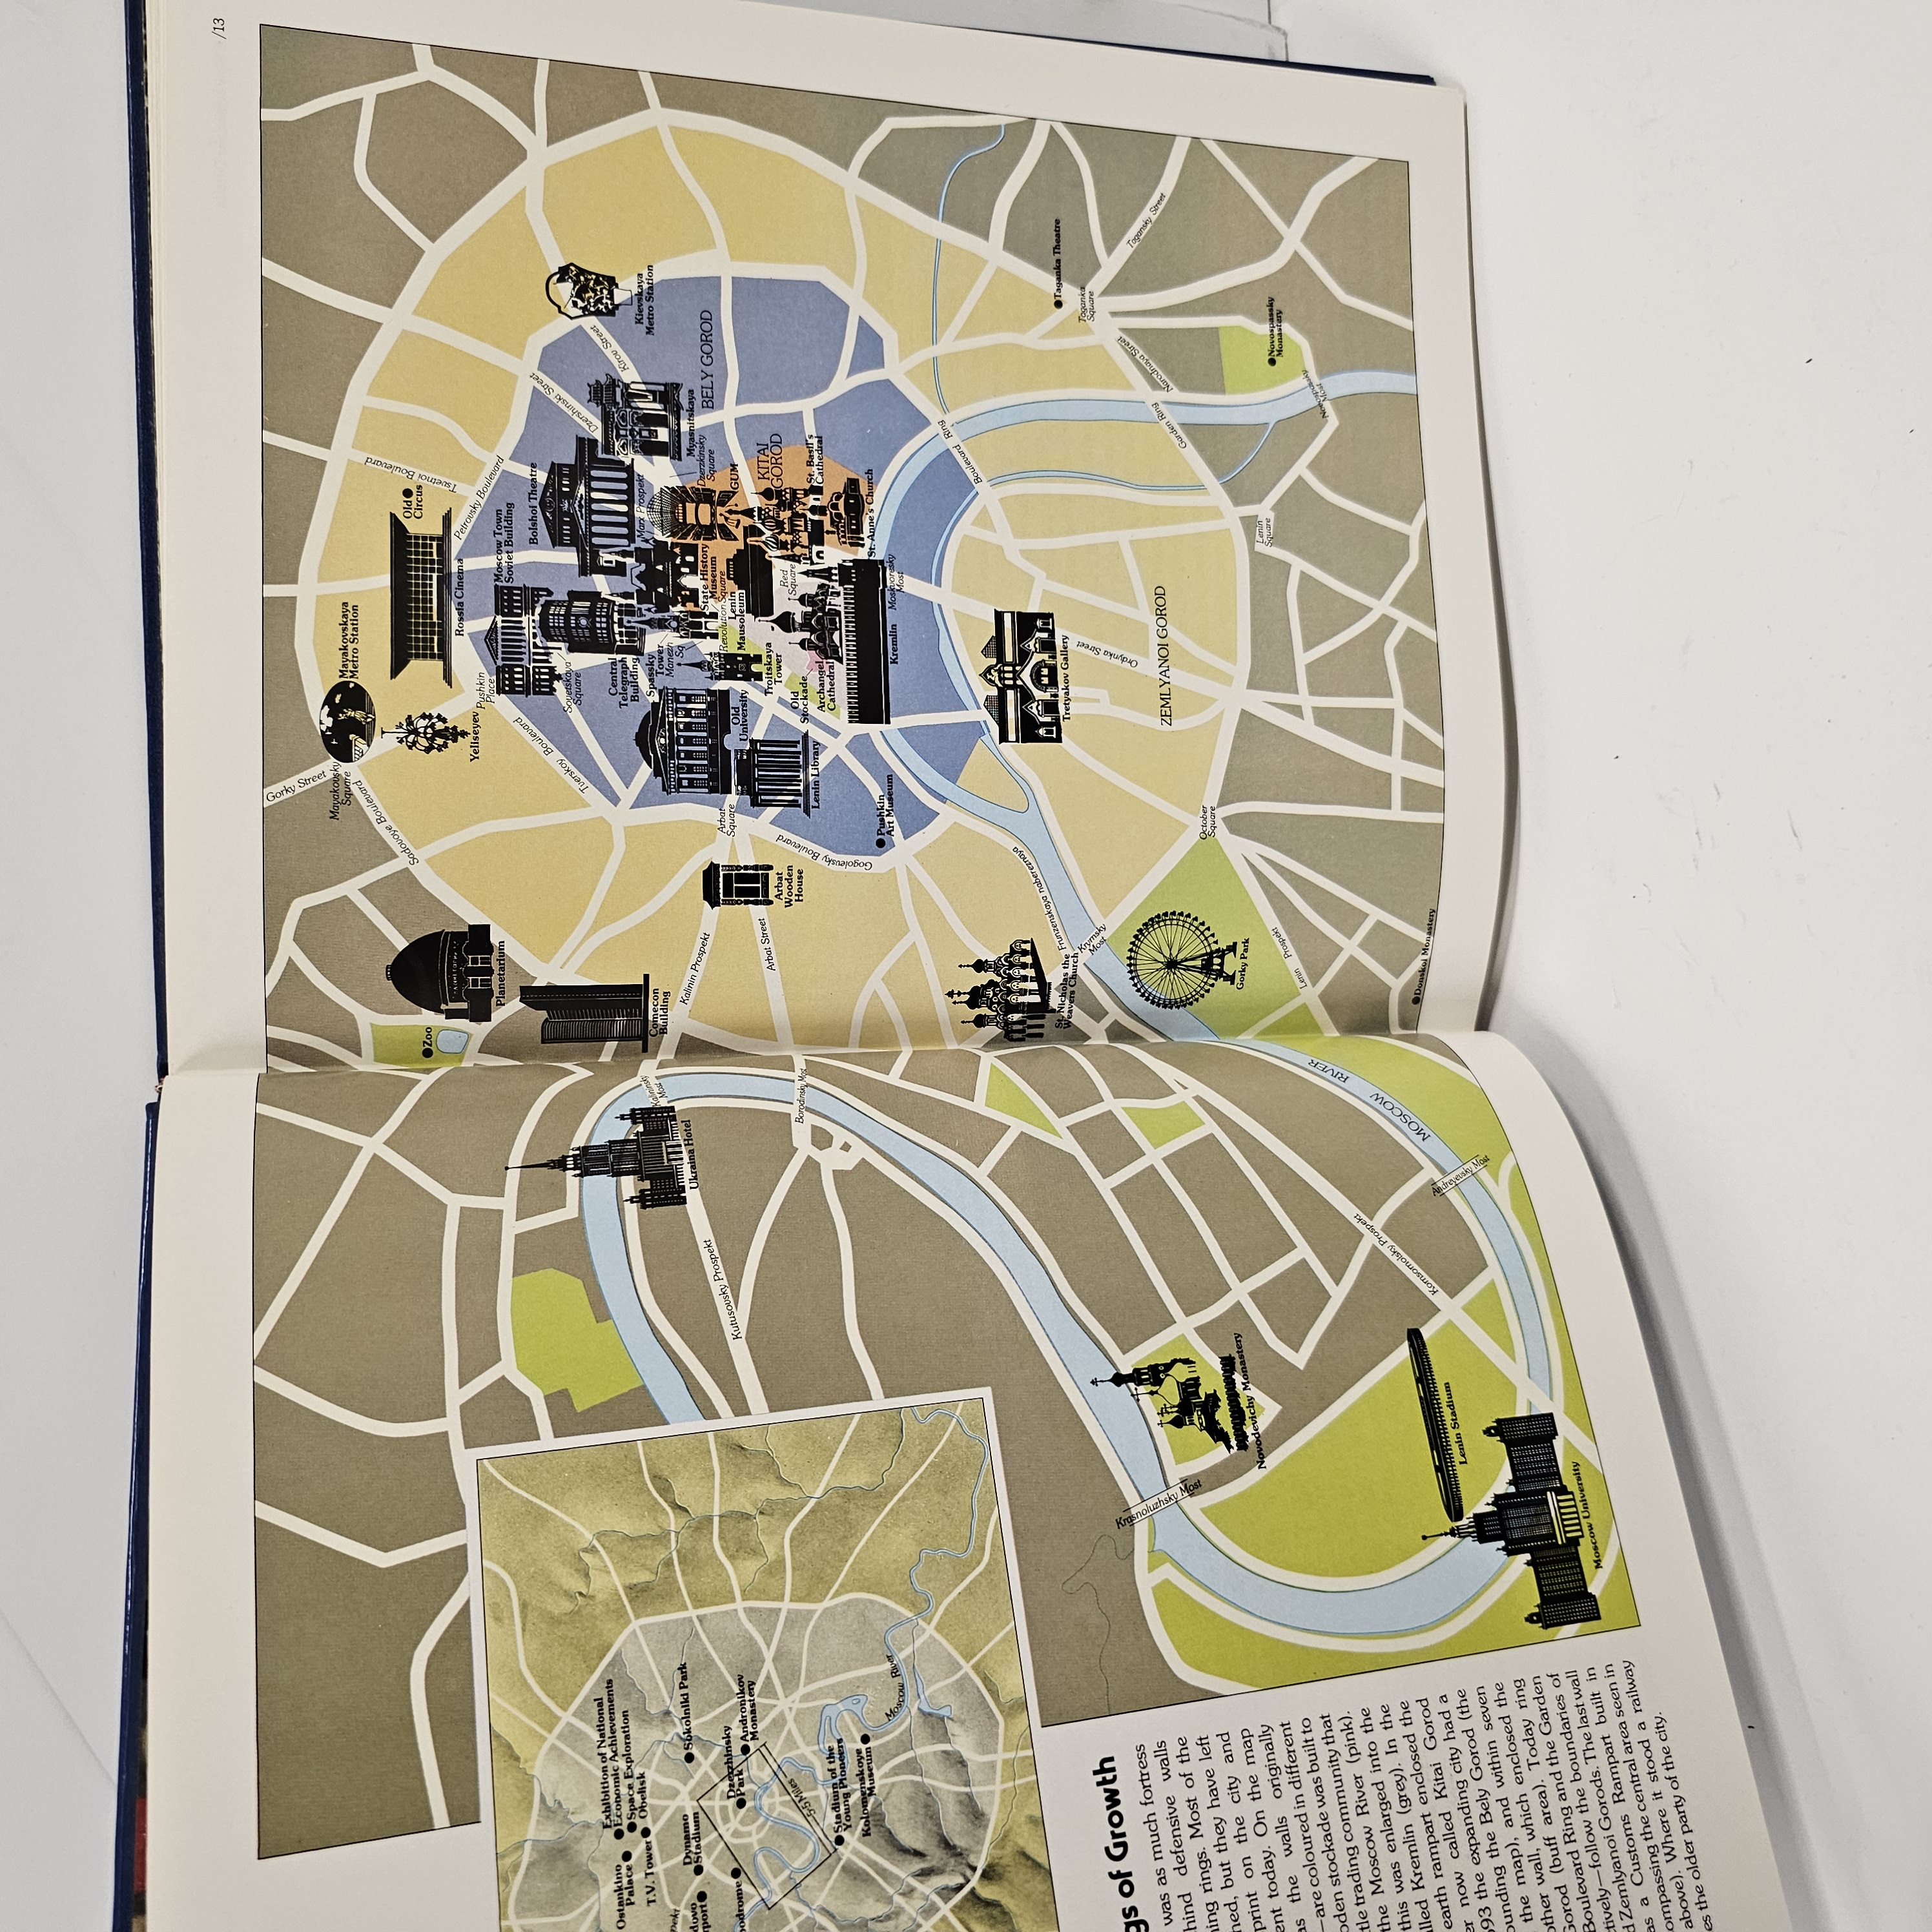 /13
Gorky Street
Mayakovsky
Square
Mayakovskaya
Metro Station
Sadovoye Boulevard
Zoo
Planetarium
Yeliseyev
Rossia Cinema
Old
Circus
Tsvetnoi Boulevard
Petrovsky Boulevard
Pushkin
Place
Tverskoy Boulevard
Moscow Town
Soviet Building
Sovetskaya
Square
Bolshoi Theatre
Dzershinski Street
Kirov Street
Kievskaya
Metro Station
Central
Telegraph
Building
Marx Prospekt
Spassky
Tower
Manezn
Sq.
Myasnitskaya
BELY GOROD
State History
Museum
Dzerzkinsky
Square
Revolution Square
Lenin
Mausoleum
GUM
KITAI
GOROD
Old
University
Troitskaya
Tower
Old
Stockade
Red
Square
St. Basil's
Cathedral
Archangel
Cathedral
Lenin Library
St. Anne's Church
Kremlin
Moskvoresky
Most
Comecon
Building
Kalinin Prospekt
Arbat
Square
Arbat Street
Arbat
Wooden
House
Gogolevsky Boulevard
Pushkin
Art Museum
Ukraina Hotel
Kalininsky
Most
Kutusovsky Prospekt
Borodinsky Most
Boulevard Ring
St. Nicholas the
Weavers Church
Frunzenskaya nabereznaya
Krymsky
Most
Tretyakov Gallery
Ordynka Street
Taganka Theatre
Taganka
Square
Tagansky Street
Narodnaya Street
Garden Ring
ZEMLYANOI GOROD
October
Square
Gorky Park
Lenin Prospekt
Lenin
Square
Novospassky
Monastery
Novospassky
Most
Donskoi Monastery
Krasnoluzhsky Most
Novodevichy Monastery
Komsomolsky Prospekt
MOSCOW RIVER
Andreyevsky Most
Lenin Stadium
Moscow University
Ostankino
Palace
Exhibition of National
Economic Achievements
Space Exploration
Obelisk
T.V. Tower
Dynamo
Stadium
Sokolniki Park
Dzerzhinsky
Park
Andronikov
Monastery
5·5 Miles
Stadium of the
Young Pioneers
Kolomenskoye
Museum
Moscow River
gs of Growth
was as much fortress
hind defensive walls
ning rings. Most of the
hed, but they have left
print on the city and
ent today. On the map
as the walls originally
—are coloured in different
oden stockade was built to
ttle trading community that
the Moscow River (pink).
this was enlarged into the
alled Kremlin (grey). In the
earth rampart enclosed the
er now called Kitai Gorod
593 the expanding city had a
ounding the Bely Gorod (the
the map), and within seven
other wall, which enclosed the
Gorod (buff area). Today ring
Boulevard Ring and the Garden
ctively—follow the boundaries of
d Zemlyanoi Gorods. The last wall
as a Customs Rampart built in
ompassing the central area seen in
above). Where it stood a railway
es the older party of the city.